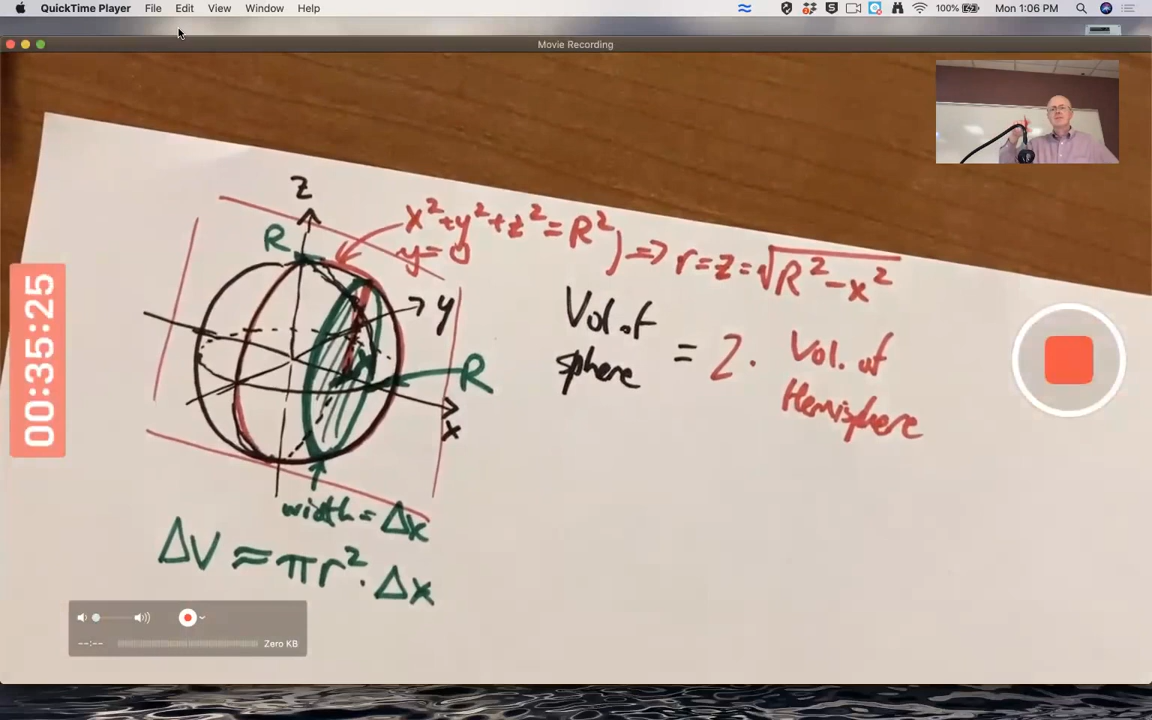 QuickTime Player File Edit View Window Help
100% Mon 1:06 PM
Movie Recording
00:35:25
z
R
x² + y² + z² = R²
y = y
) => r = z = √(R² - x²)
y
R
x
Vol. of
sphere
= 2 · Vol. of
Hemisphere
width = Δx
ΔV ≈ πr² · Δx
--:-- Zero KB